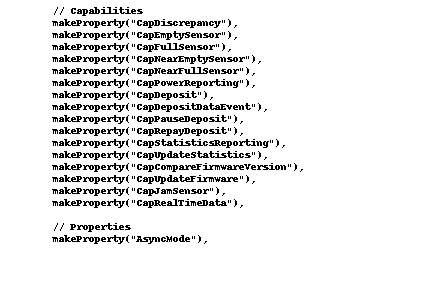 // Capabilities
makeProperty("CapDiscrepancy"),
makeProperty("CapEmptySensor"),
makeProperty("CapFullSensor"),
makeProperty("CapNearEmptySensor"),
makeProperty("CapNearFullSensor"),
makeProperty("CapPowerReporting"),
makeProperty("CapDeposit"),
makeProperty("CapDepositDataEvent"),
makeProperty("CapPauseDeposit"),
makeProperty("CapRepayDeposit"),
makeProperty("CapStatisticsReporting"),
makeProperty("CapUpdateStatistics"),
makeProperty("CapCompareFirmwareVersion"),
makeProperty("CapUpdateFirmware"),
makeProperty("CapJamSensor"),
makeProperty("CapRealTimeData"),
// Properties
makeProperty("AsyncMode"),